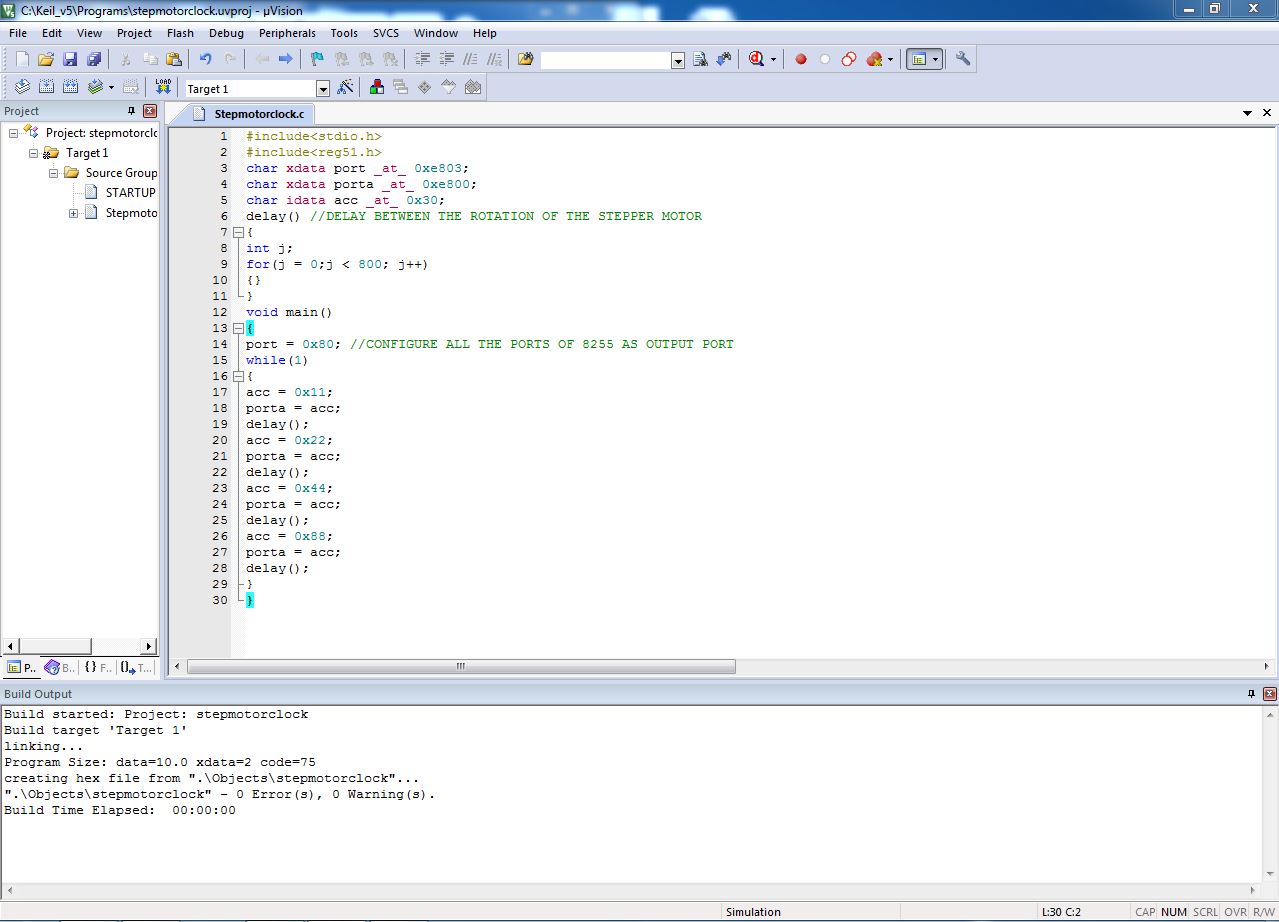 C:\Keil_v5\Programs\stepmotorclock.uvproj - µVision
File Edit View Project Flash Debug Peripherals Tools SVCS Window Help
LOAD Target 1
Project
Stepmotorclock.c
Project: stepmotorclo
Target 1
Source Group
STARTUP
Stepmoto
1 #include<stdio.h>
2 #include<reg51.h>
3 char xdata port _at_ 0xe803;
4 char xdata porta _at_ 0xe800;
5 char idata acc _at_ 0x30;
6 delay() //DELAY BETWEEN THE ROTATION OF THE STEPPER MOTOR
7 {
8 int j;
9 for(j = 0;j < 800; j++)
10 {}
11 }
12 void main()
13 {
14 port = 0x80; //CONFIGURE ALL THE PORTS OF 8255 AS OUTPUT PORT
15 while(1)
16 {
17 acc = 0x11;
18 porta = acc;
19 delay();
20 acc = 0x22;
21 porta = acc;
22 delay();
23 acc = 0x44;
24 porta = acc;
25 delay();
26 acc = 0x88;
27 porta = acc;
28 delay();
29 }
30 }
P... B... {} F... {} T...
Build Output
Build started: Project: stepmotorclock
Build target 'Target 1'
linking...
Program Size: data=10.0 xdata=2 code=75
creating hex file from ".\Objects\stepmotorclock"...
".\Objects\stepmotorclock" - 0 Error(s), 0 Warning(s).
Build Time Elapsed:  00:00:00
Simulation L:30 C:2 CAP NUM SCRL OVR R/W